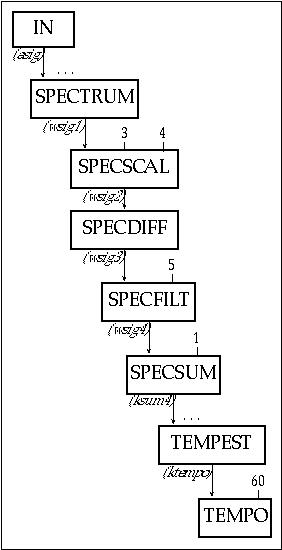 IN
(asig)
...
SPECTRUM
(wsig1)
3 4
SPECSCAL
(wsig2)
SPECDIFF
(wsig3)
5
SPECFILT
(wsig4)
1
SPECSUM
(ksum4)
...
TEMPEST
(ktempo)
60
TEMPO